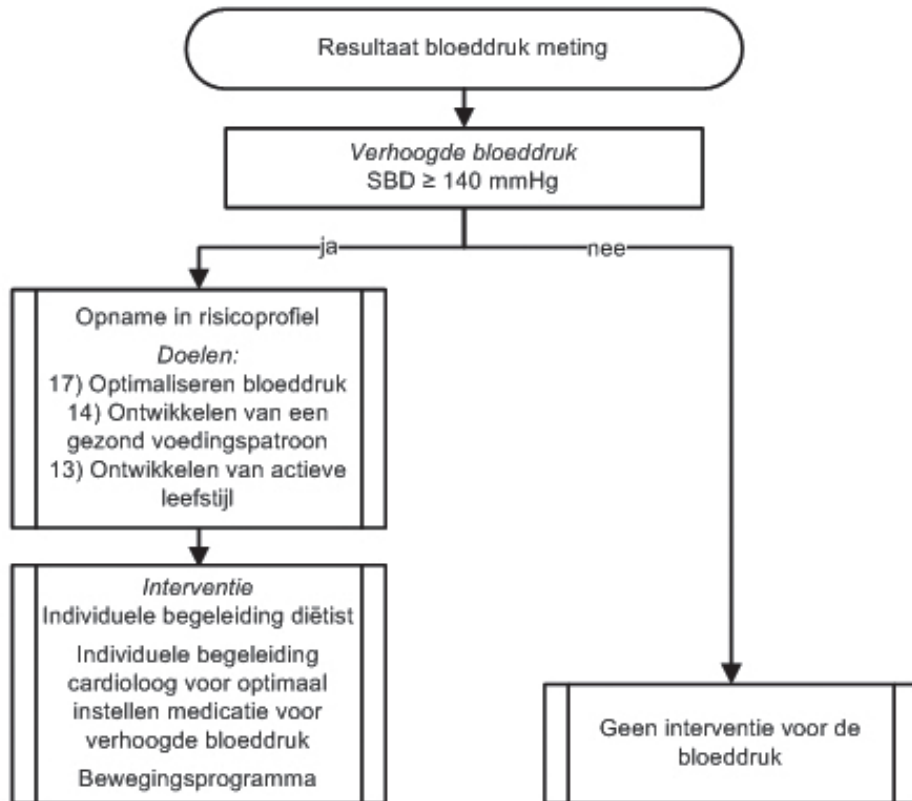 Resultaat bloeddruk meting
Verhoogde bloeddruk
SBD ≥ 140 mmHg
ja
nee
Opname in risicoprofiel
Doelen:
17) Optimaliseren bloeddruk
14) Ontwikkelen van een
gezond voedingspatroon
13) Ontwikkelen van actieve
leefstijl
Interventie
Individuele begeleiding diëtist
Individuele begeleiding
cardioloog voor optimaal
instellen medicatie voor
verhoogde bloeddruk
Bewegingsprogramma
Geen interventie voor de
bloeddruk